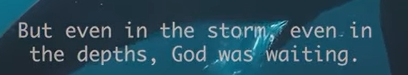 But even in the storm, even in
the depths, God was waiting.